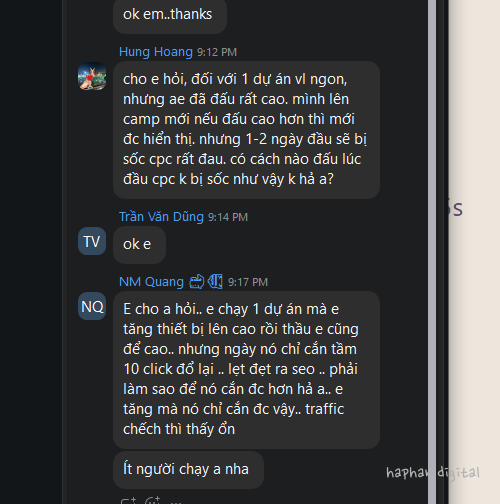 ok em..thanks
Hung Hoang 9:12 PM
cho e hỏi, đối với 1 dự án vl ngon,
nhưng ae đã đấu rất cao. mình lên
camp mới nếu đấu cao hơn thì mới
đc hiển thị. nhưng 1-2 ngày đầu sẽ bị
sốc cpc rất đau. có cách nào đấu lúc
đầu cpc k bị sốc như vậy k hả a?
Trần Văn Dũng 9:14 PM
TV
ok e
NM Quang 9:17 PM
NQ
E cho a hỏi.. e chạy 1 dự án mà e
tăng thiết bị lên cao rồi thầu e cũng
để cao.. nhưng ngày nó chỉ cắn tầm
10 click đổ lại .. lẹt đẹt ra seo .. phải
làm sao để nó cắn đc hơn hả a.. e
tăng mà nó chỉ cắn đc vậy.. traffic
chếch thì thấy ổn
Ít người chạy a nha
haphan digital